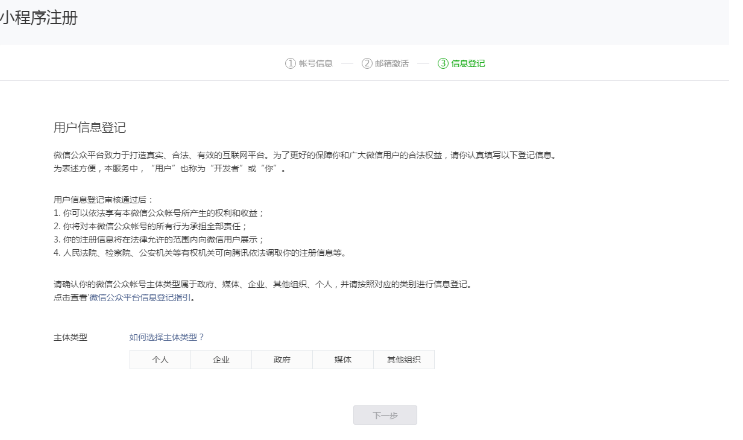 小程序注册
① 帐号信息 — ② 邮箱激活 — ③ 信息登记
用户信息登记
微信公众平台致力于打造真实、合法、有效的互联网平台。为了更好的保障你和广大微信用户的合法权益，请你认真填写以下登记信息。
为表述方便，本服务中，“用户”也称为“开发者”或“你”。
用户信息登记审核通过后：
1. 你可以依法享有本微信公众帐号所产生的权利和收益；
2. 你将对本微信公众帐号的所有行为承担全部责任；
3. 你的注册信息将在法律允许的范围内向微信用户展示；
4. 人民法院、检察院、公安机关等有权机关可向腾讯依法调取你的注册信息等。
请确认你的微信公众帐号主体类型属于政府、媒体、企业、其他组织、个人，并请按照对应的类别进行信息登记。
点击查看微信公众平台信息登记指引。
主体类型 如何选择主体类型？
个人 企业 政府 媒体 其他组织
下一步